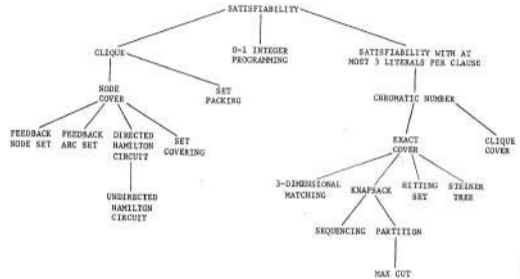 SATISFIABILITY
CLIQUE
0-1 INTEGER
PROGRAMMING
SATISFIABILITY WITH AT
MOST 3 LITERALS PER CLAUSE
NODE
COVER
SET
PACKING
CHROMATIC NUMBER
FEEDBACK
NODE SET
FEEDBACK
ARC SET
DIRECTED
HAMILTON
CIRCUIT
SET
COVERING
EXACT
COVER
CLIQUE
COVER
3-DIMENSIONAL
MATCHING
KNAPSACK
HITTING
SET
STEINER
TREE
UNDIRECTED
HAMILTON
CIRCUIT
SEQUENCING
PARTITION
MAX CUT